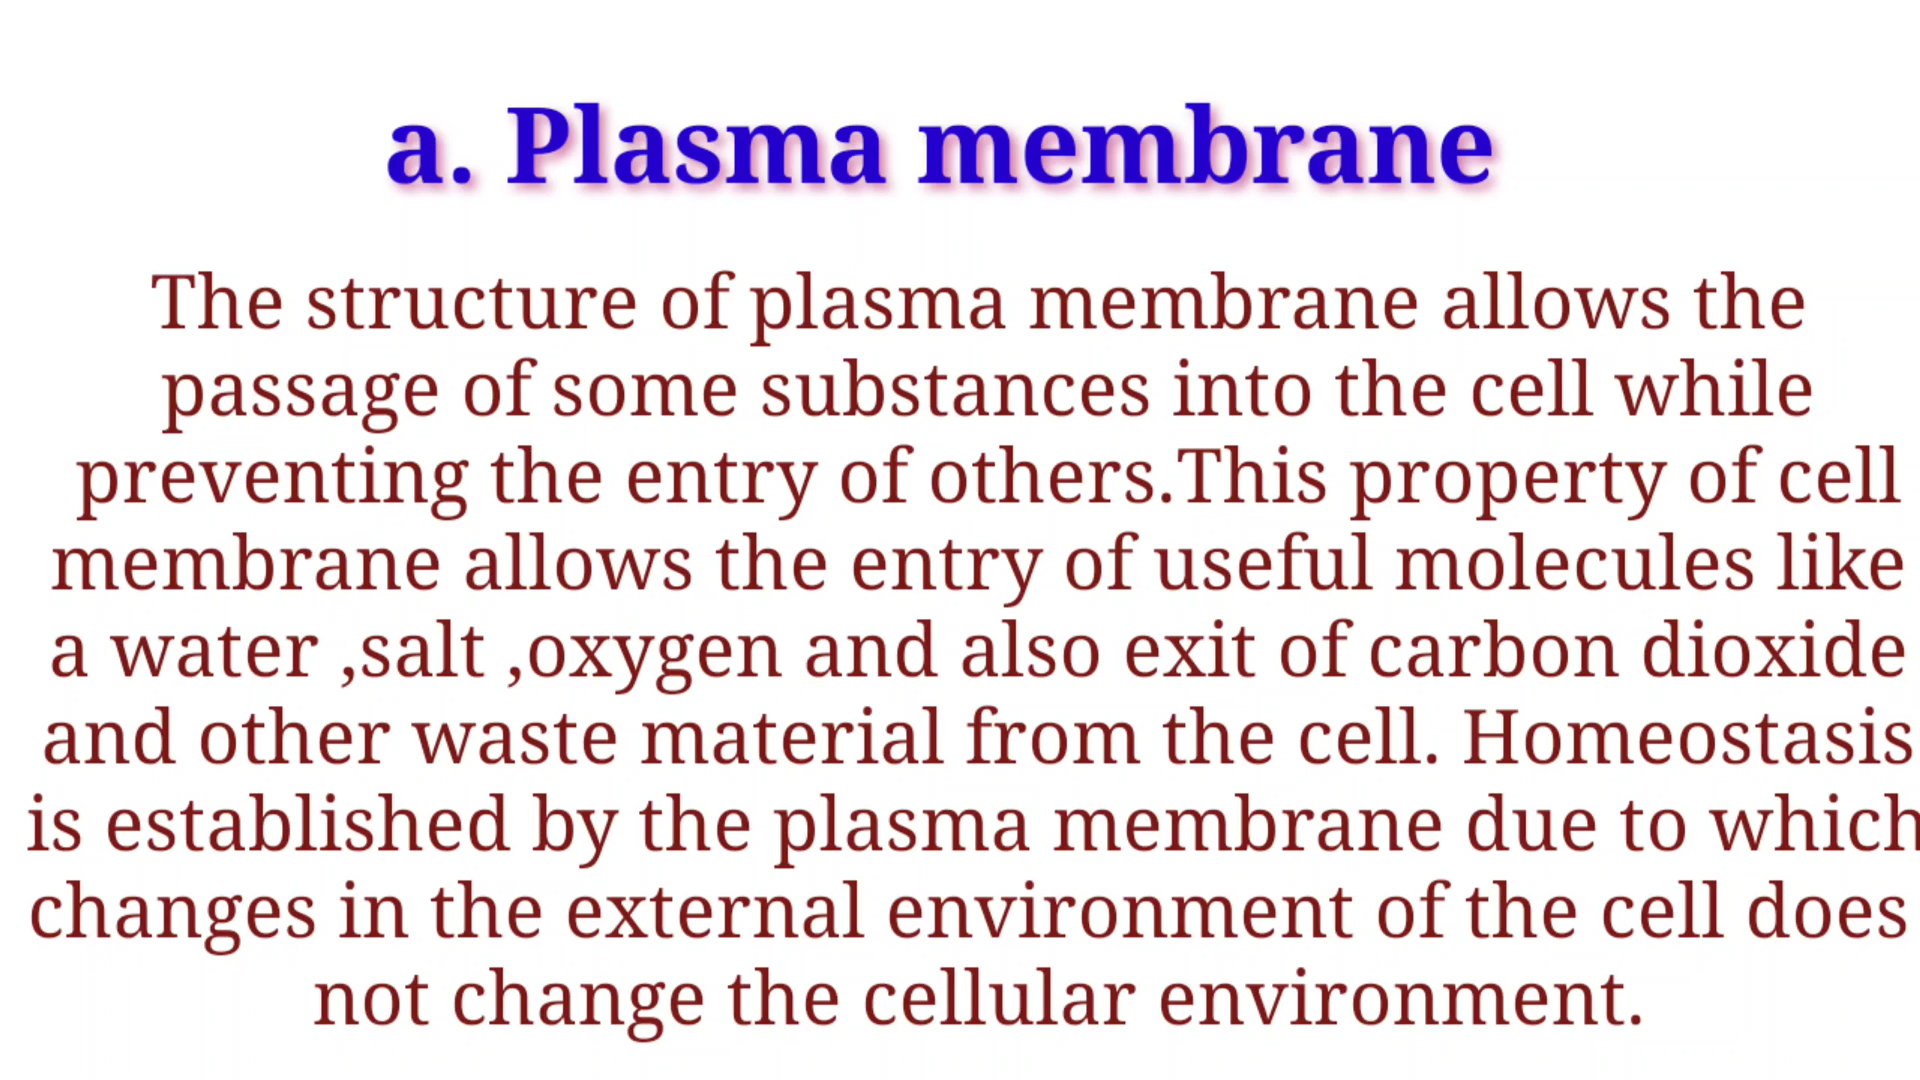 a. Plasma membrane
The structure of plasma membrane allows the
passage of some substances into the cell while
preventing the entry of others.This property of cell
membrane allows the entry of useful molecules like
a water ,salt ,oxygen and also exit of carbon dioxide
and other waste material from the cell. Homeostasis
is established by the plasma membrane due to which
changes in the external environment of the cell does
not change the cellular environment.